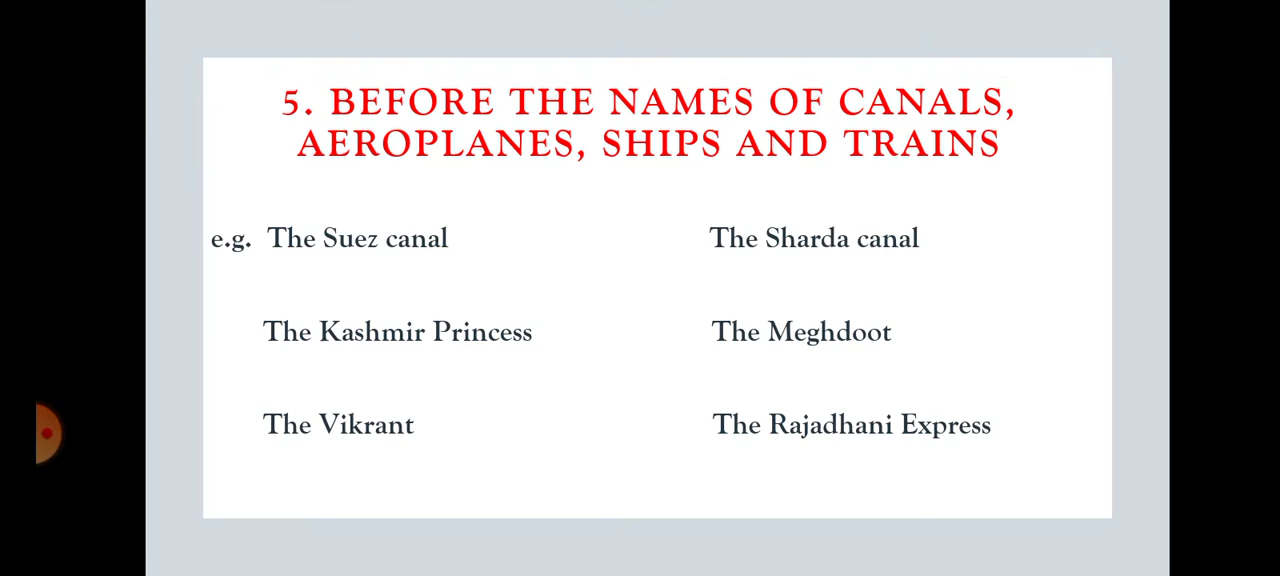 5. BEFORE THE NAMES OF CANALS,
AEROPLANES, SHIPS AND TRAINS
e.g. The Suez canal The Sharda canal
The Kashmir Princess The Meghdoot
The Vikrant The Rajadhani Express